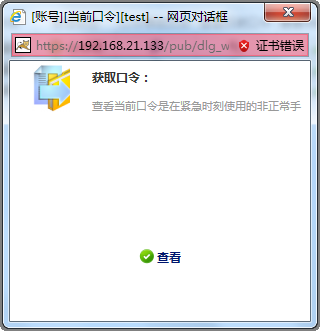 [账号][当前口令][test] -- 网页对话框
https://192.168.21.133/pub/dlg_w 证书错误
获取口令：
查看当前口令是在紧急时刻使用的非正常手
查看